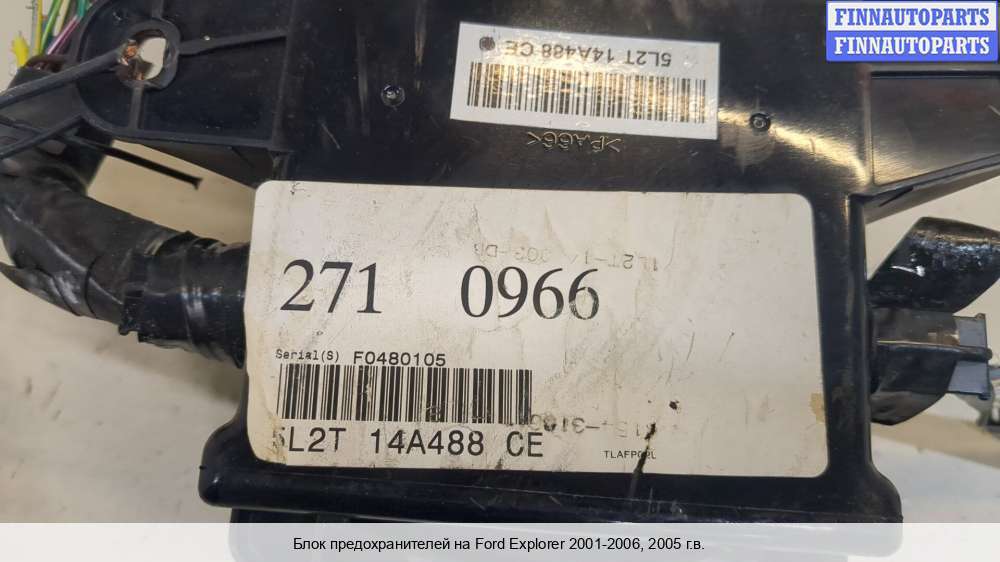 FINNAUTOPARTS
FINNAUTOPARTS
5L2T 14A488 CE
>PA66<
271 0966
Serial(S) F0480105
5L2T 14A488 CE
TLAFP02L
Блок предохранителей на Ford Explorer 2001-2006, 2005 г.в.